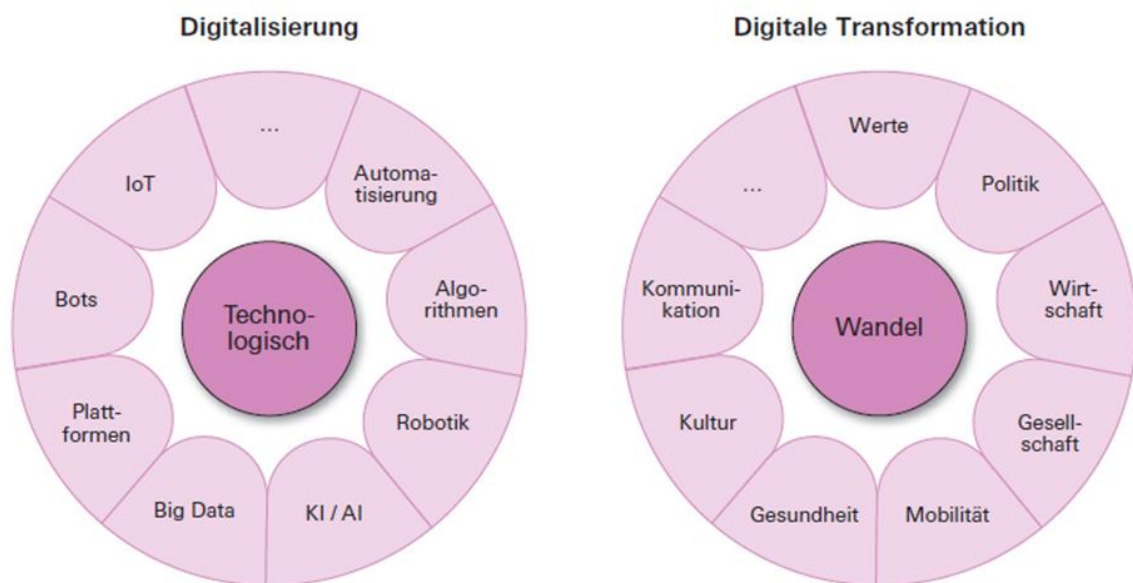 Digitalisierung
...
Automa-
tisierung
Algo-
rithmen
Robotik
KI / AI
Big Data
Platt-
formen
Bots
IoT
Techno-
logisch
Digitale Transformation
Werte
Politik
Wirt-
schaft
Gesell-
schaft
Mobilität
Gesundheit
Kultur
Kommuni-
kation
...
Wandel